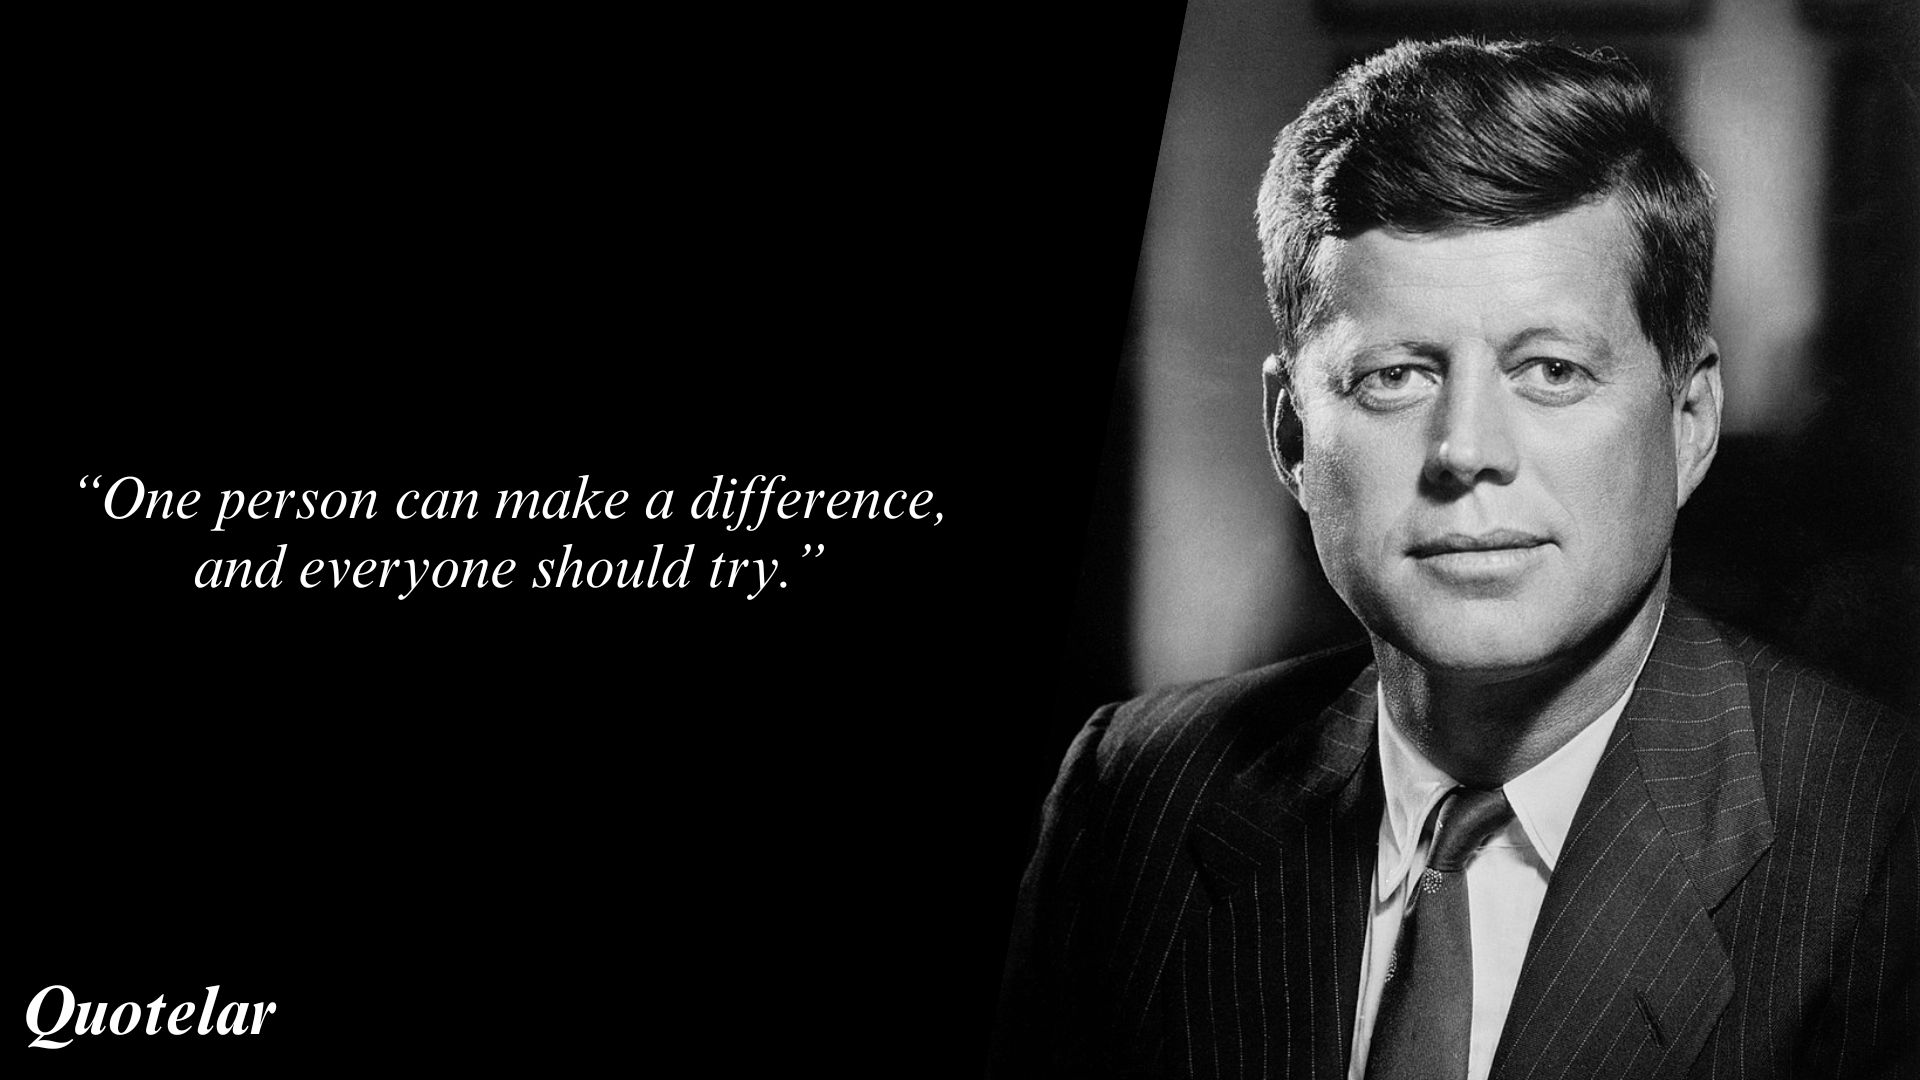 “One person can make a difference,
and everyone should try.”
Quotelar